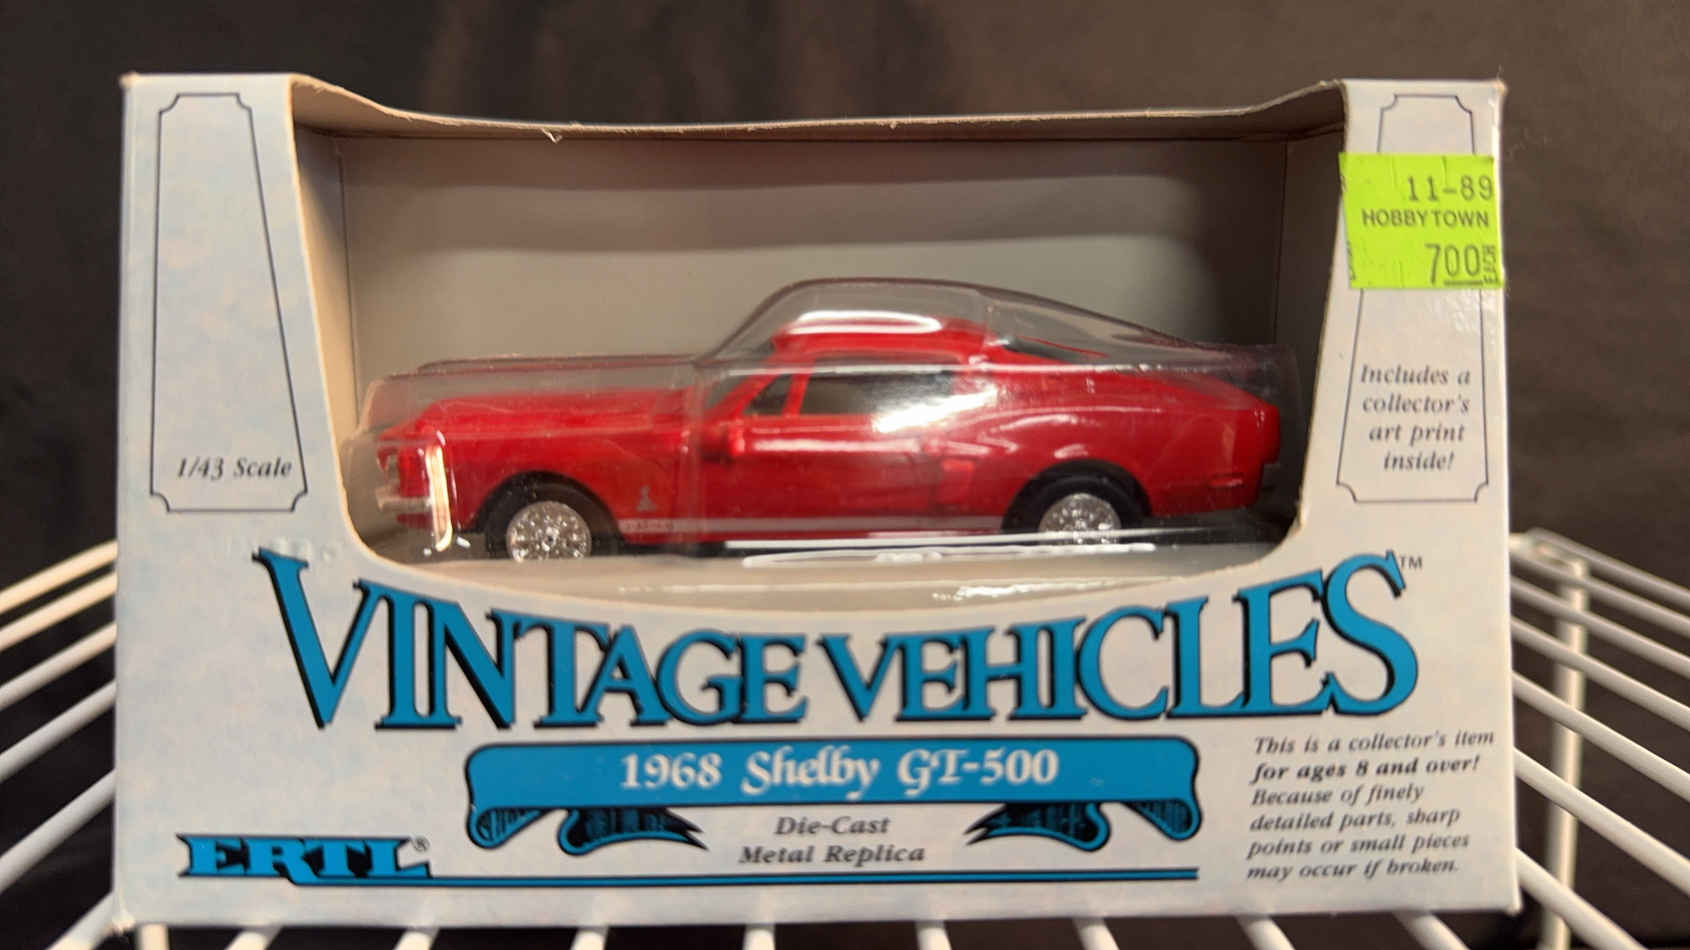 11-89
HOBBYTOWN
700 EACH
1/43 Scale
Includes a
collector's
art print
inside!
VINTAGE VEHICLES™
1968 Shelby GT-500
Die-Cast
Metal Replica
ERTL®
This is a collector's item
for ages 8 and over!
Because of finely
detailed parts, sharp
points or small pieces
may occur if broken.